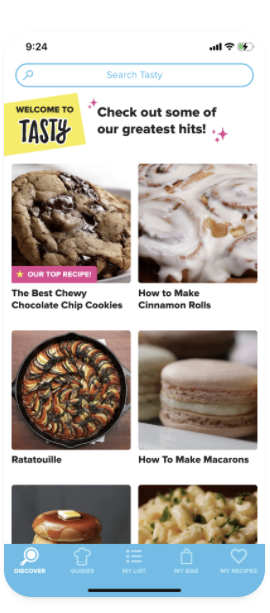 9:24
Search Tasty
WELCOME TO
TASTY
Check out some of
our greatest hits!
OUR TOP RECIPE!
The Best Chewy
Chocolate Chip Cookies
How to Make
Cinnamon Rolls
Ratatouille
How To Make Macarons
DISCOVER
GUIDES
MY LIST
MY BAG
MY RECIPES